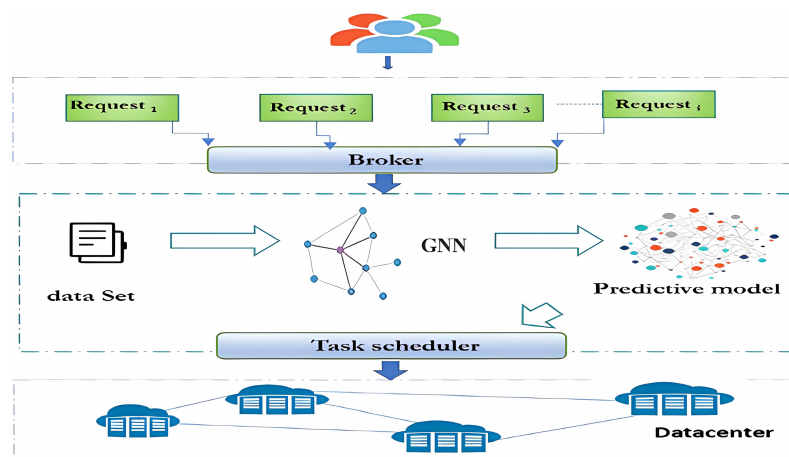 Request 1
Request 2
Request 3
Request i
Broker
GNN
data Set
Predictive model
Task scheduler
Datacenter